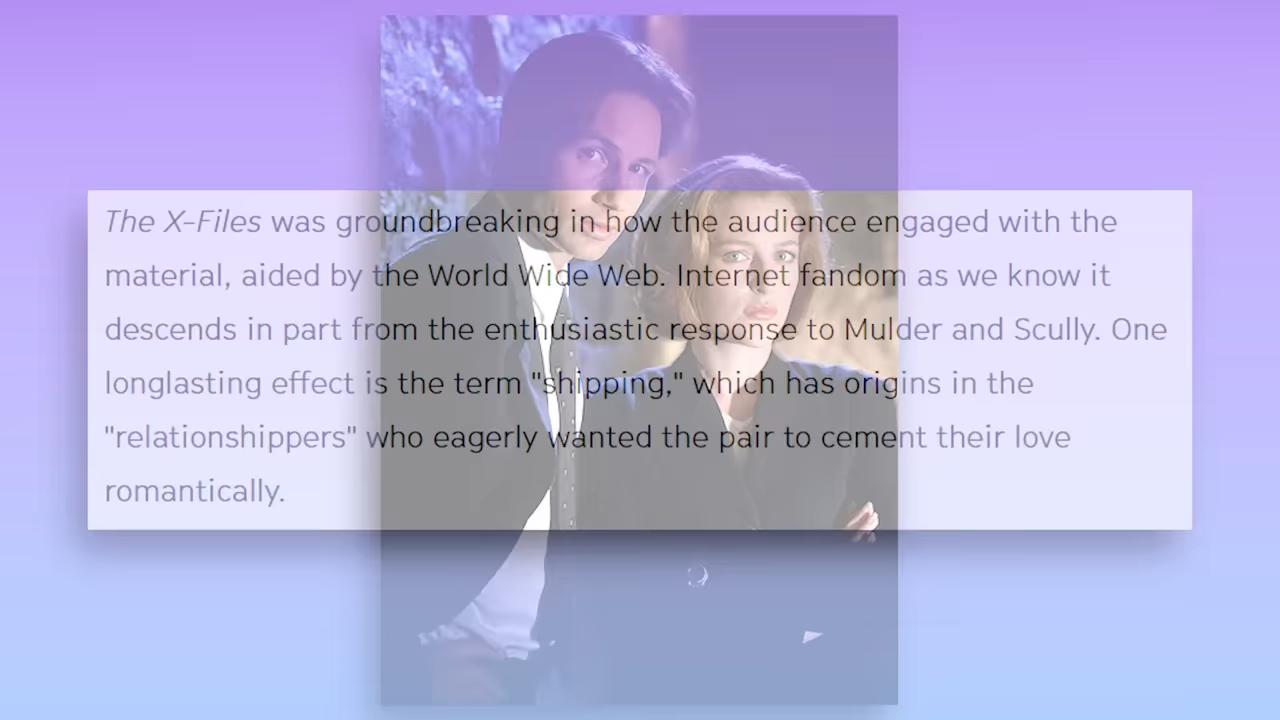 The X-Files was groundbreaking in how the audience engaged with the
material, aided by the World Wide Web. Internet fandom as we know it
descends in part from the enthusiastic response to Mulder and Scully. One
longlasting effect is the term "shipping," which has origins in the
"relationshippers" who eagerly wanted the pair to cement their love
romantically.